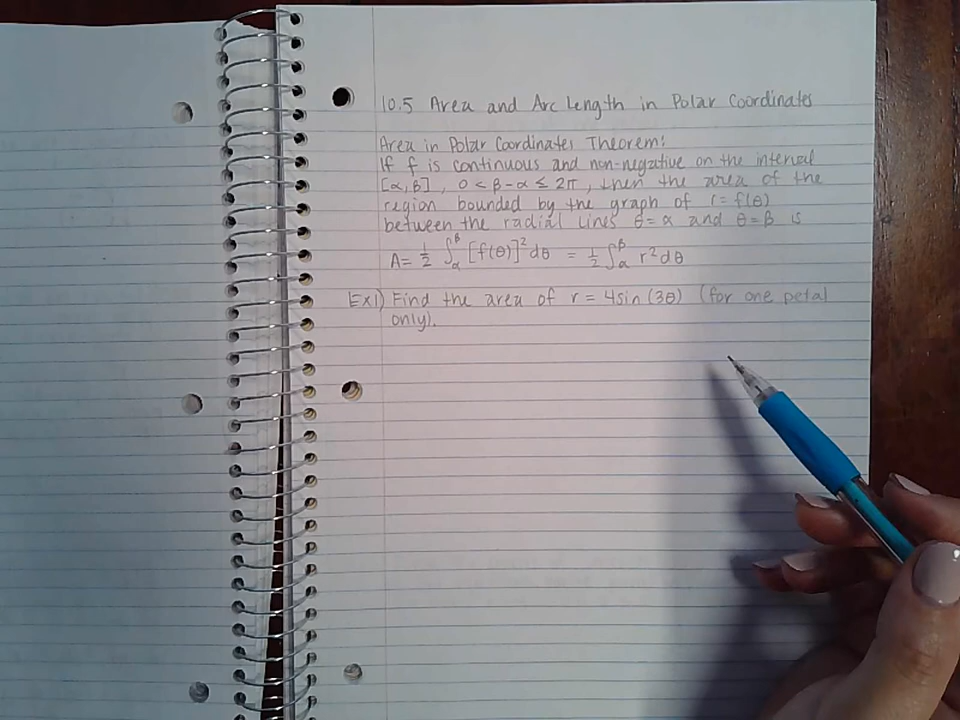 10.5 Area and Arc Length in Polar Coordinates
Area in Polar Coordinates Theorem:
If f is continuous and non-negative on the interval
[α,β], 0 < β-α ≤ 2π, then the area of the
region bounded by the graph of r=f(θ)
between the radial lines θ=α and θ=β is
A= 1/2 ∫_α^β [f(θ)]² dθ = 1/2 ∫_α^β r² dθ
Ex1) Find the area of r = 4sin(3θ) (for one petal
only).